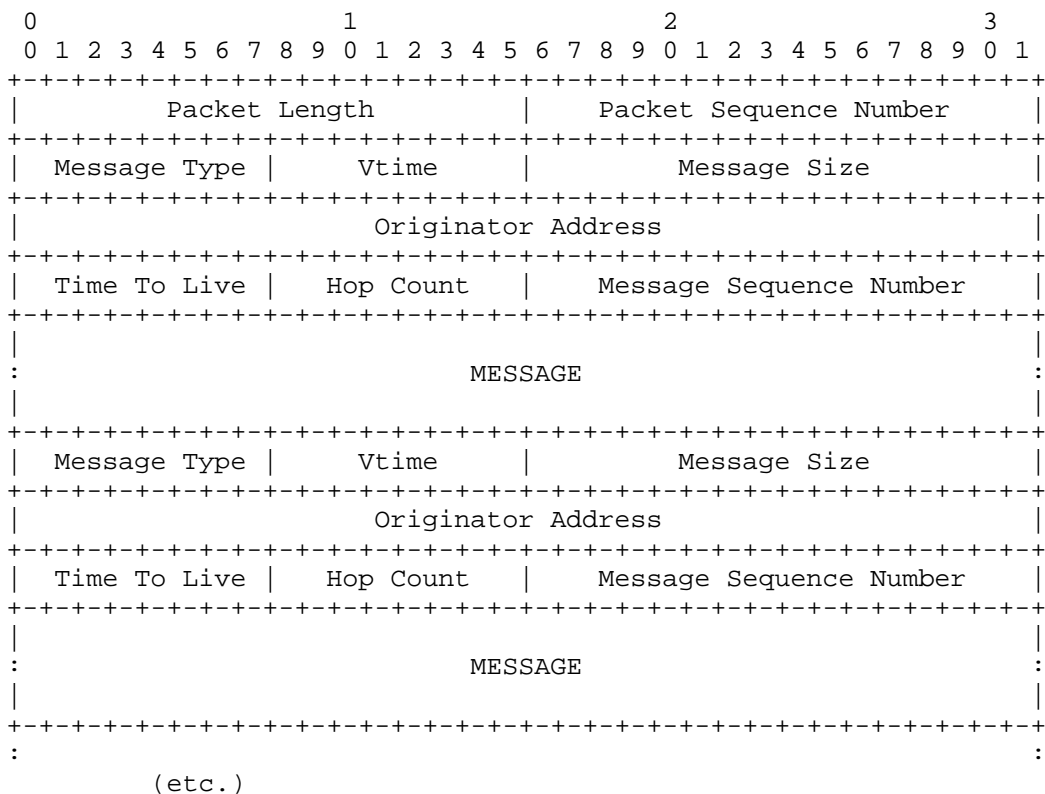 0                   1                   2                   3
 0 1 2 3 4 5 6 7 8 9 0 1 2 3 4 5 6 7 8 9 0 1 2 3 4 5 6 7 8 9 0 1
+-+-+-+-+-+-+-+-+-+-+-+-+-+-+-+-+-+-+-+-+-+-+-+-+-+-+-+-+-+-+-+-+
|         Packet Length         |    Packet Sequence Number     |
+-+-+-+-+-+-+-+-+-+-+-+-+-+-+-+-+-+-+-+-+-+-+-+-+-+-+-+-+-+-+-+-+
|  Message Type |     Vtime     |         Message Size          |
+-+-+-+-+-+-+-+-+-+-+-+-+-+-+-+-+-+-+-+-+-+-+-+-+-+-+-+-+-+-+-+-+
|                      Originator Address                       |
+-+-+-+-+-+-+-+-+-+-+-+-+-+-+-+-+-+-+-+-+-+-+-+-+-+-+-+-+-+-+-+-+
|  Time To Live |   Hop Count   |    Message Sequence Number    |
+-+-+-+-+-+-+-+-+-+-+-+-+-+-+-+-+-+-+-+-+-+-+-+-+-+-+-+-+-+-+-+-+
|                                                               |
:                            MESSAGE                            :
|                                                               |
+-+-+-+-+-+-+-+-+-+-+-+-+-+-+-+-+-+-+-+-+-+-+-+-+-+-+-+-+-+-+-+-+
|  Message Type |     Vtime     |         Message Size          |
+-+-+-+-+-+-+-+-+-+-+-+-+-+-+-+-+-+-+-+-+-+-+-+-+-+-+-+-+-+-+-+-+
|                      Originator Address                       |
+-+-+-+-+-+-+-+-+-+-+-+-+-+-+-+-+-+-+-+-+-+-+-+-+-+-+-+-+-+-+-+-+
|  Time To Live |   Hop Count   |    Message Sequence Number    |
+-+-+-+-+-+-+-+-+-+-+-+-+-+-+-+-+-+-+-+-+-+-+-+-+-+-+-+-+-+-+-+-+
|                                                               |
:                            MESSAGE                            :
|                                                               |
+-+-+-+-+-+-+-+-+-+-+-+-+-+-+-+-+-+-+-+-+-+-+-+-+-+-+-+-+-+-+-+-+
:                                                               :
         (etc.)